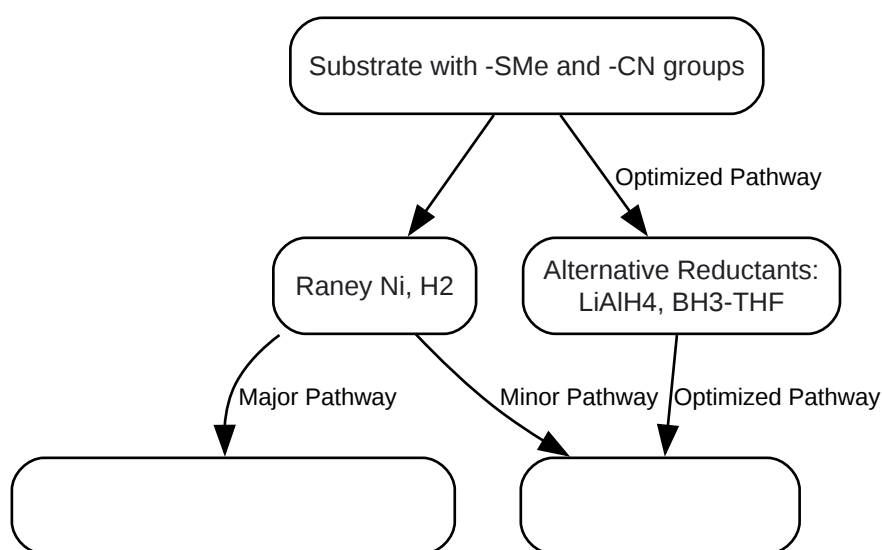 Substrate with -SMe and -CN groups
Optimized Pathway
Raney Ni, H2
Alternative Reductants:
LiAlH4, BH3-THF
Major Pathway
Minor Pathway
Optimized Pathway